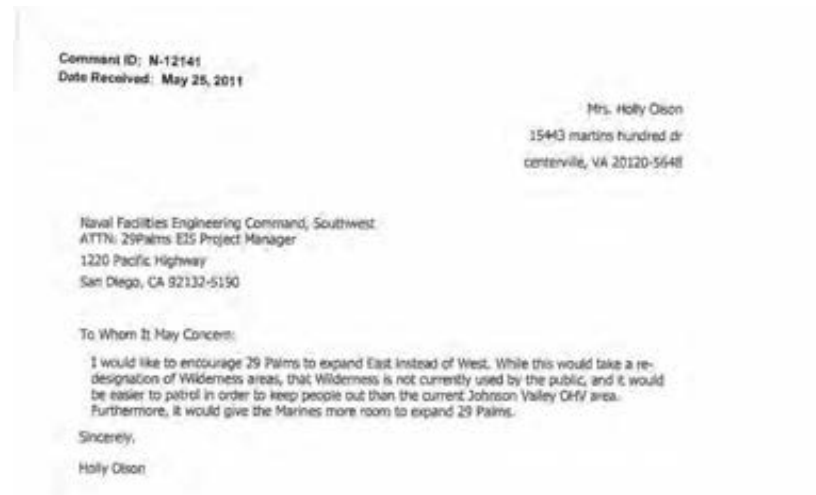 Comment ID: N-12141
Date Received: May 25, 2011
Mrs. Holly Olson
15443 martins hundred dr
centerville, VA 20120-5648
Naval Facilities Engineering Command, Southwest
ATTN: 29Palms EIS Project Manager
1220 Pacific Highway
San Diego, CA 92132-5190
To Whom It May Concern:
I would like to encourage 29 Palms to expand East instead of West. While this would take a re-
designation of Wilderness areas, that Wilderness is not currently used by the public, and it would
be easier to patrol in order to keep people out than the current Johnson Valley OHV area.
Furthermore, it would give the Marines more room to expand 29 Palms.
Sincerely,
Holly Olson